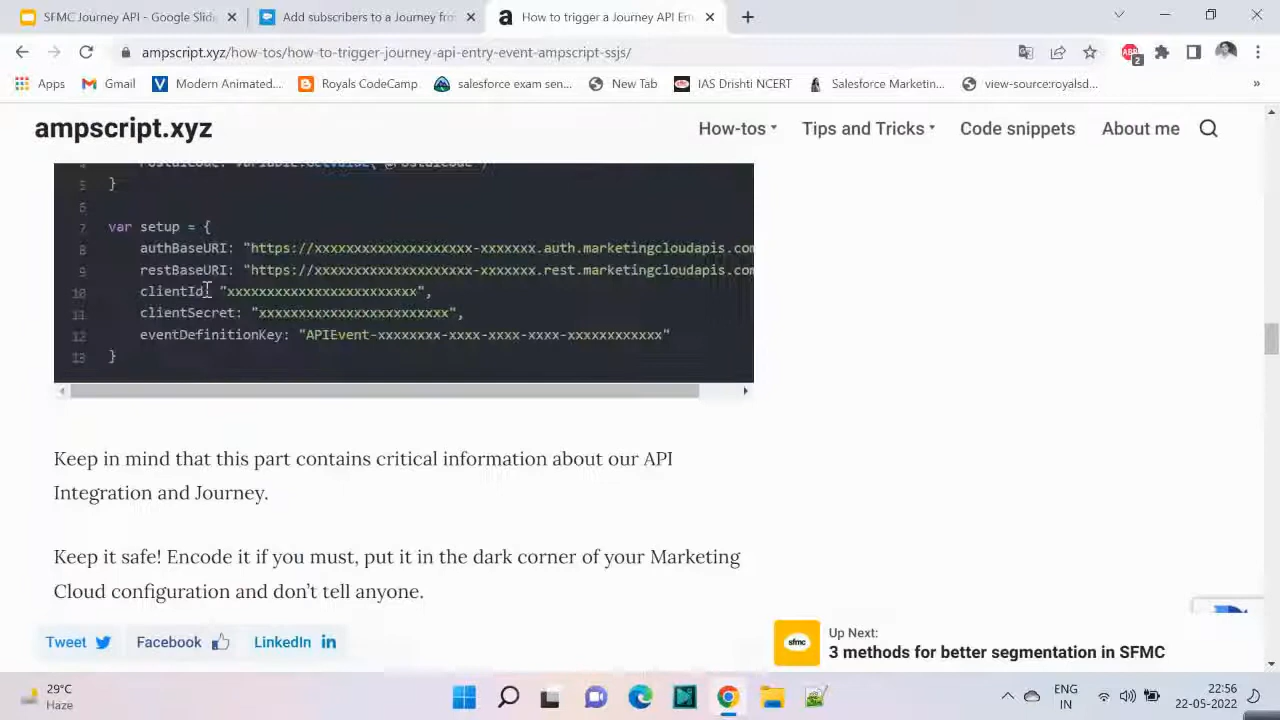 SFMC Journey API - Google Slide
Add subscribers to a Journey fro
How to trigger a Journey API En
ampscript.xyz/how-tos/how-to-trigger-journey-api-entry-event-ampscript-ssjs/
2
Apps
Gmail
Modern Animated...
Royals CodeCamp
salesforce exam sen...
New Tab
IAS Drishti NCERT
Salesforce Marketin...
view-source:royalsd...
»
ampscript.xyz
How-tos
Tips and Tricks
Code snippets
About me
5 }
6
7 var setup = {
8 authBaseURI: "https://xxxxxxxxxxxxxxxxxxxx-xxxxxxx.auth.marketingcloudapis.com
9 restBaseURI: "https://xxxxxxxxxxxxxxxxxxxx-xxxxxxx.rest.marketingcloudapis.com
10 clientId: "xxxxxxxxxxxxxxxxxxxxxxxx",
11 clientSecret: "xxxxxxxxxxxxxxxxxxxxxxxx",
12 eventDefinitionKey: "APIEvent-xxxxxxxx-xxxx-xxxx-xxxx-xxxxxxxxxxxx"
13 }
Keep in mind that this part contains critical information about our API
Integration and Journey.
Keep it safe! Encode it if you must, put it in the dark corner of your Marketing
Cloud configuration and don't tell anyone.
Tweet
Facebook
LinkedIn in
sfmc
Up Next:
3 methods for better segmentation in SFMC
29°C
Haze
ENG
IN
22:56
22-05-2022